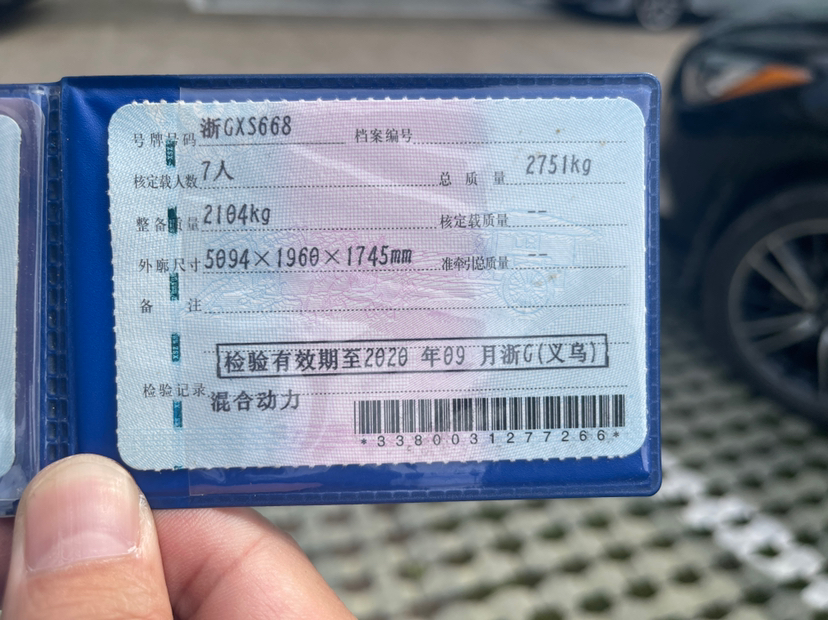 号牌号码 浙GXS668 档案编号
核定载人数 7人 总质量 2751kg
整备质量 2104kg 核定载质量 --
外廓尺寸 5094×1960×1745mm 准牵引总质量 --
备注
检验有效期至2020年09月浙G(义乌)
检验记录
混合动力
*3380031277266*